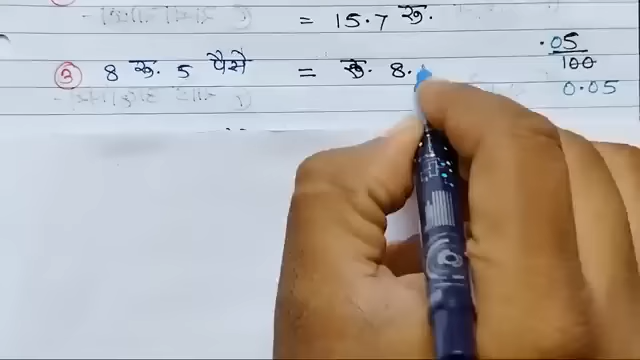 = 15.7 रू.
③ 8 रू. 5 पैसे = रू. 8.
.05
100
0.05